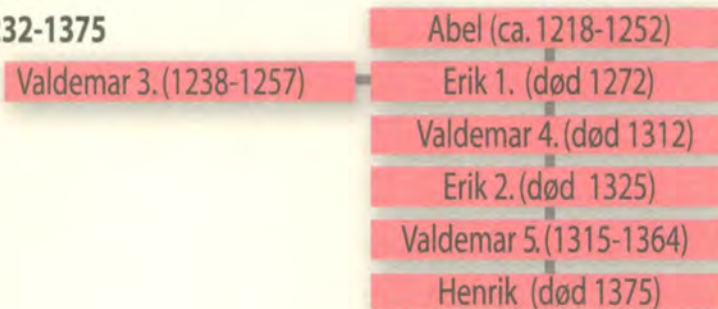 32-1375
Abel (ca. 1218-1252)
Valdemar 3. (1238-1257)
Erik 1. (død 1272)
Valdemar 4. (død 1312)
Erik 2. (død 1325)
Valdemar 5. (1315-1364)
Henrik (død 1375)